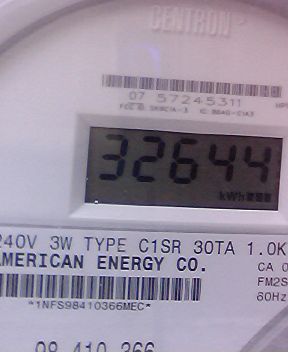 CENTRON
07 57245311
32644
kWh
240V 3W TYPE C1SR 30TA 1.0K
AMERICAN ENERGY CO.
CA 0
FM2S
60Hz
*1NFS98410366MEC*
98 410 366